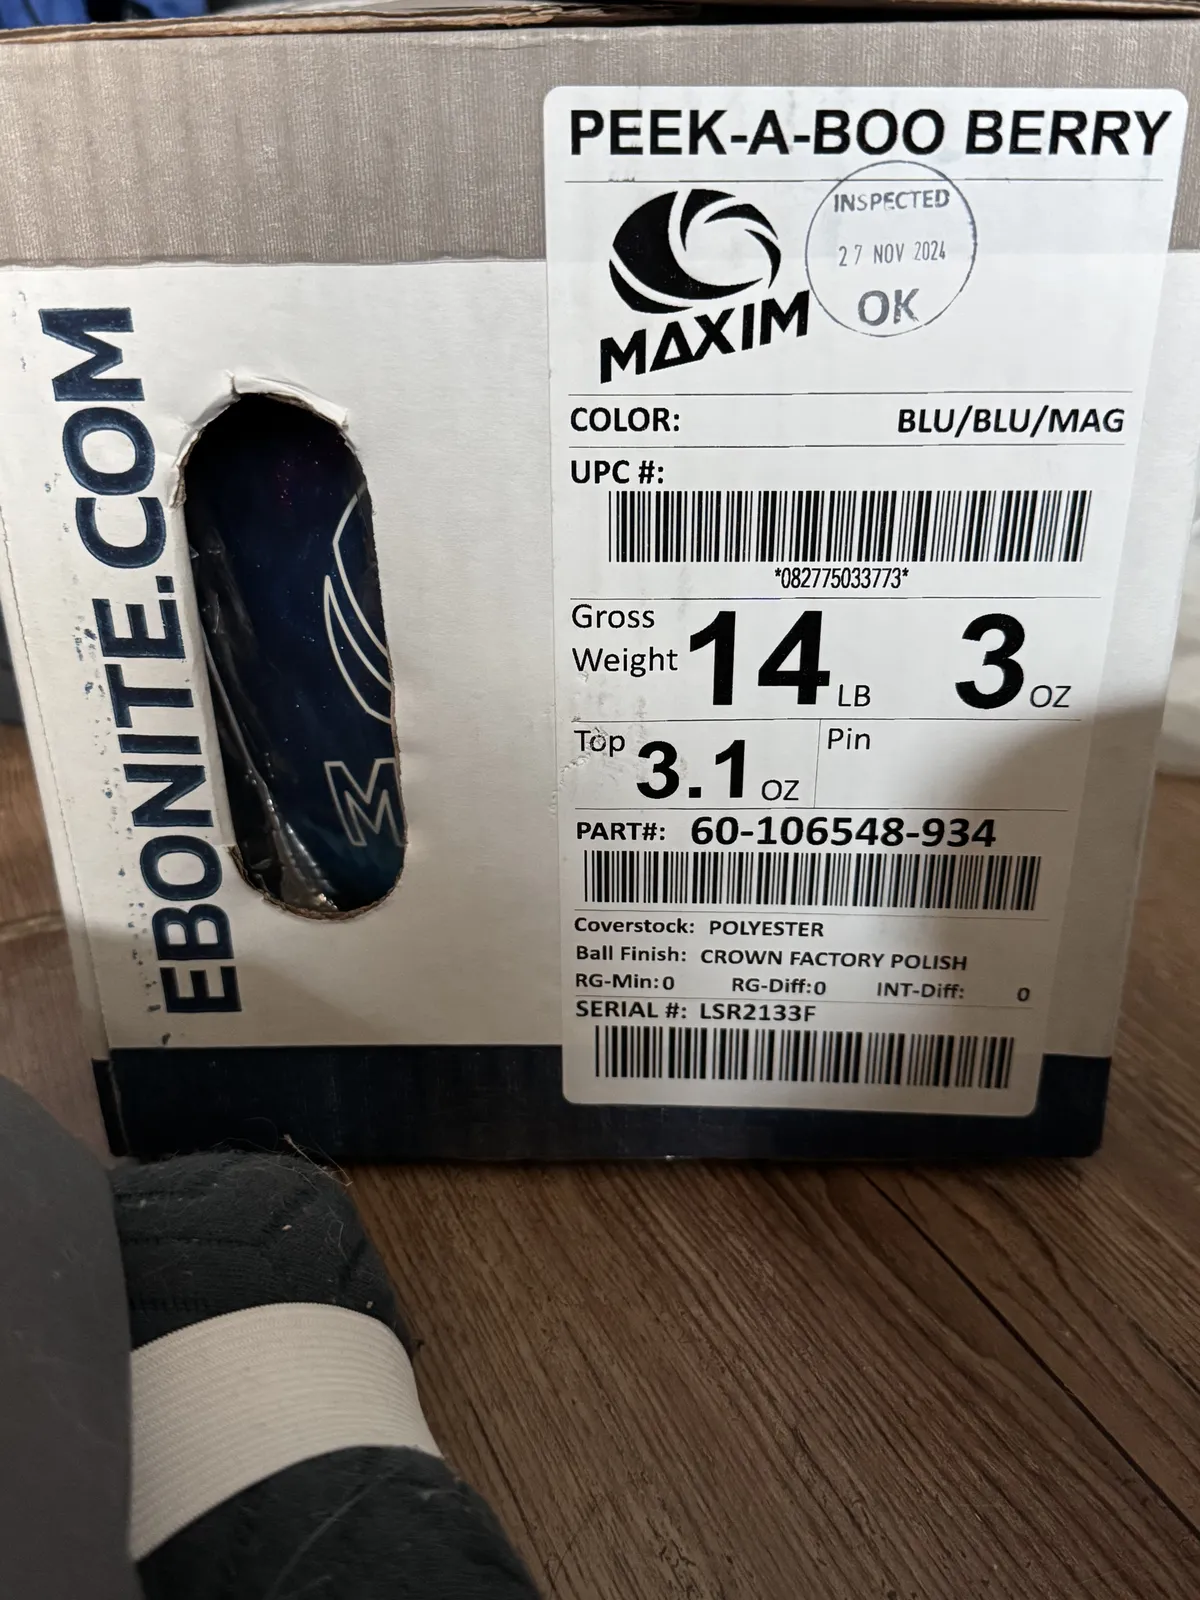 PEEK-A-BOO BERRY
INSPECTED
27 NOV 2024
OK
MAXIM
COLOR: BLU/BLU/MAG
UPC #:
*082775033773*
Gross Weight 14 LB 3 OZ
Top 3.1 OZ Pin
PART#: 60-106548-934
Coverstock: POLYESTER
Ball Finish: CROWN FACTORY POLISH
RG-Min:0 RG-Diff:0 INT-Diff: 0
SERIAL #: LSR2133F
EBONITE.COM
M